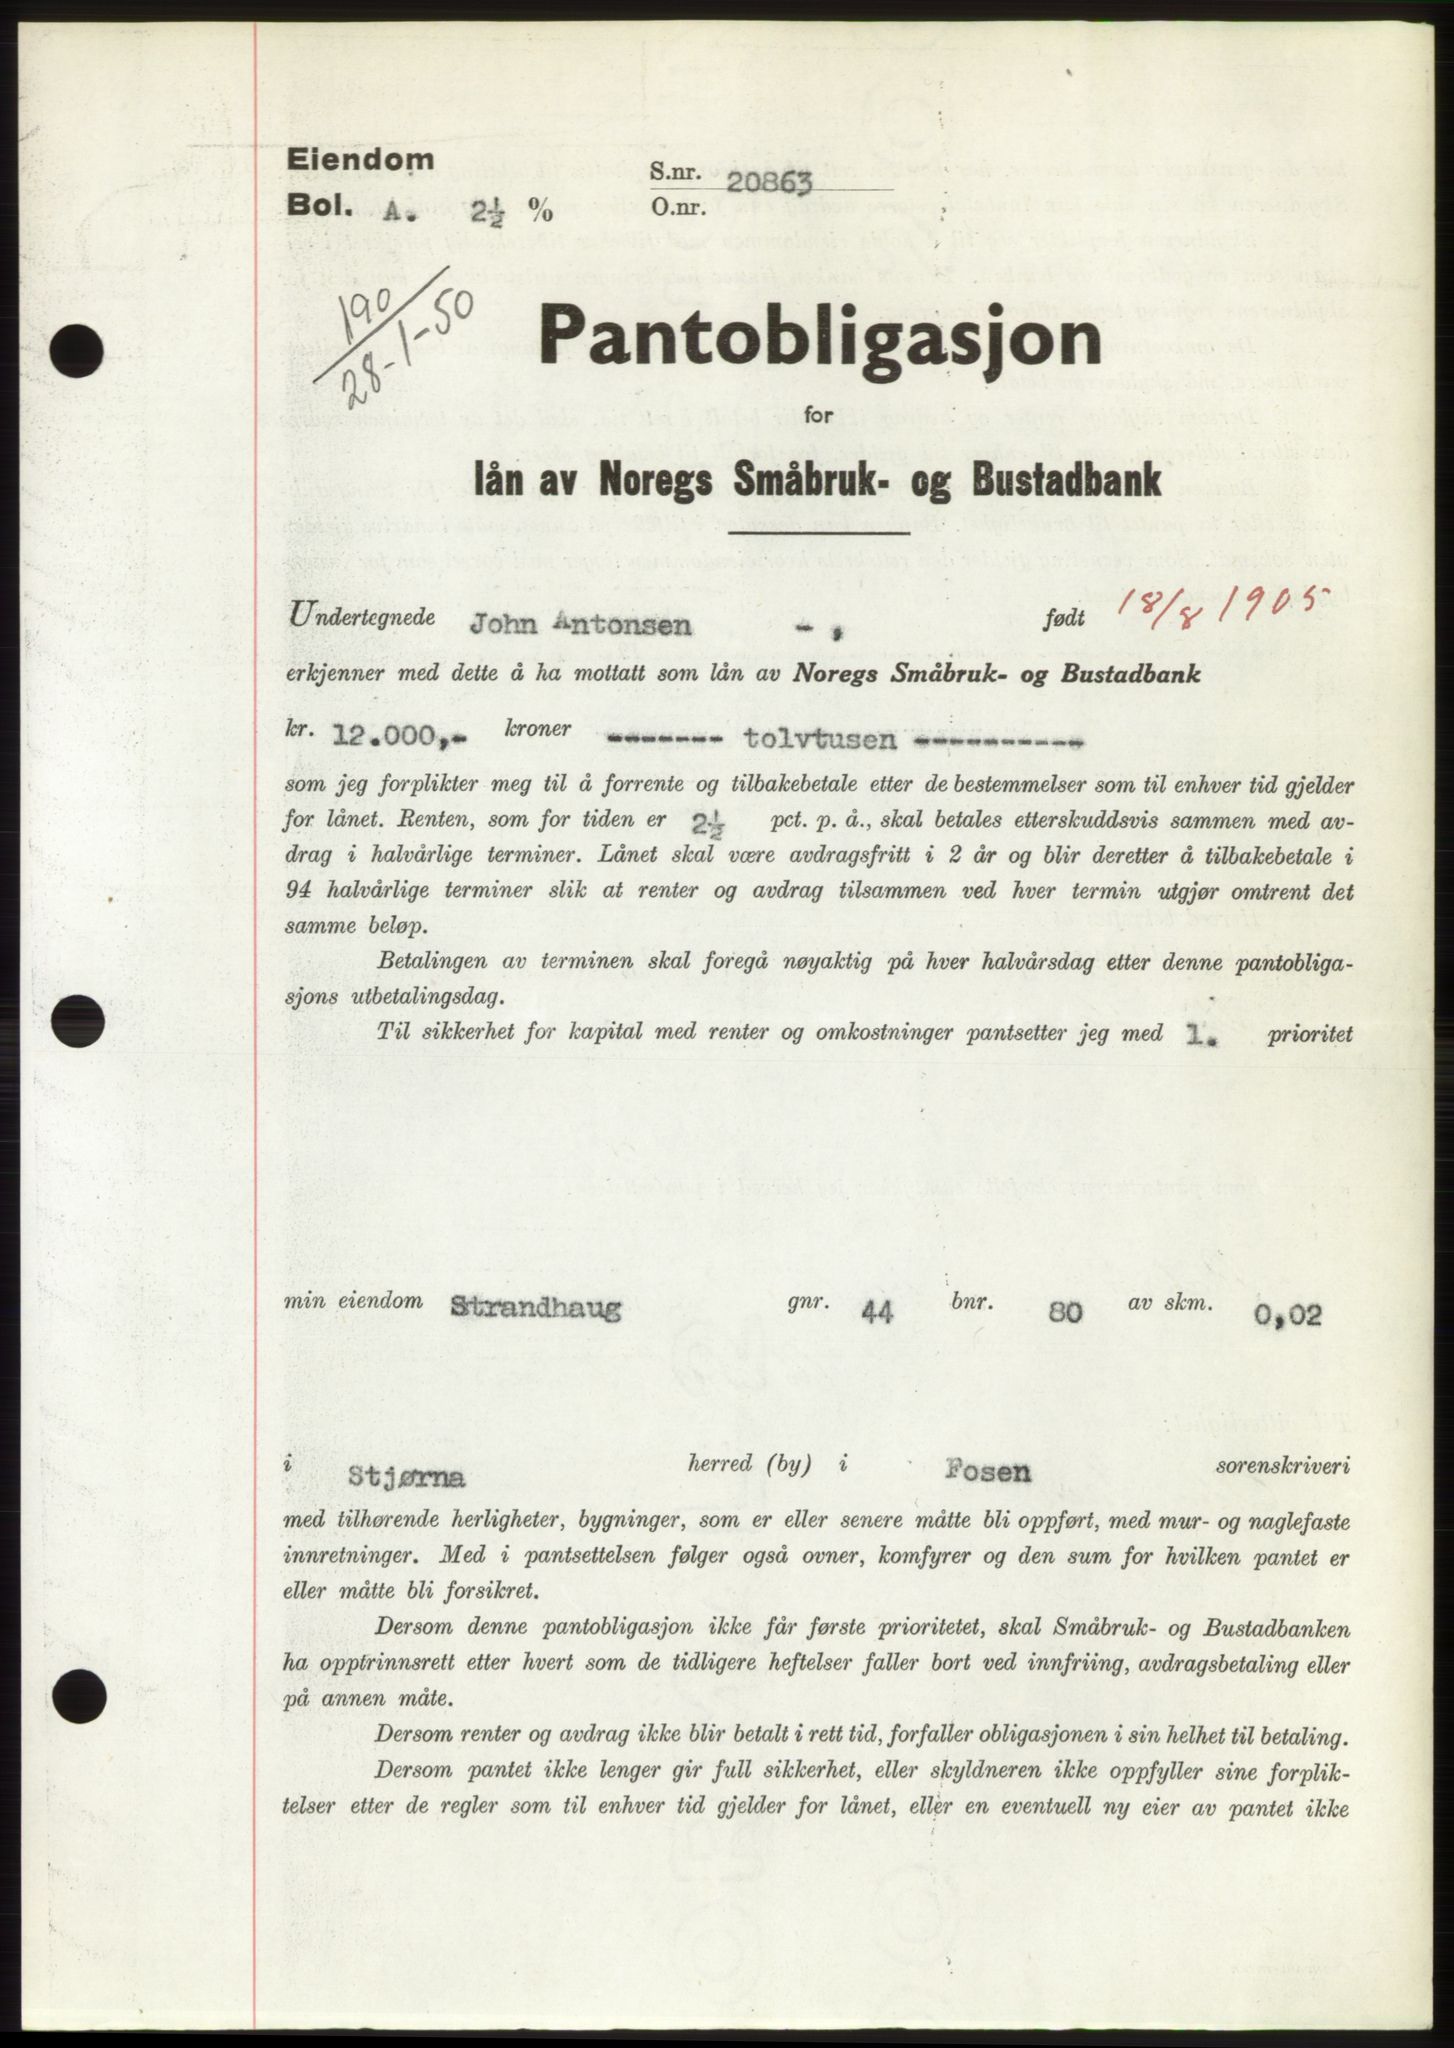 Eiendom
S.nr. 20863
Bol. A. 2½ %
O.nr.
190
28-1-50
Pantobligasjon
for
lån av Noregs Småbruk- og Bustadbank
Undertegnede John Antonsen - , født 18/8 1905
erkjenner med dette å ha mottatt som lån av Noregs Småbruk- og Bustadbank
kr. 12.000,- kroner ------- tolvtusen ----------
som jeg forplikter meg til å forrente og tilbakebetale etter de bestemmelser som til enhver tid gjelder
for lånet. Renten, som for tiden er 2½ pct. p. å., skal betales etterskuddsvis sammen med av-
drag i halvårlige terminer. Lånet skal være avdragsfritt i 2 år og blir deretter å tilbakebetale i
94 halvårlige terminer slik at renter og avdrag tilsammen ved hver termin utgjør omtrent det
samme beløp.
Betalingen av terminen skal foregå nøyaktig på hver halvårsdag etter denne pantobliga-
sjons utbetalingsdag.
Til sikkerhet for kapital med renter og omkostninger pantsetter jeg med 1. prioritet
min eiendom Strandhaug gnr. 44 bnr. 80 av skm. 0,02
i Stjørna herred (by) i Fosen sorenskriveri
med tilhørende herligheter, bygninger, som er eller senere måtte bli oppført, med mur- og naglefaste
innretninger. Med i pantsettelsen følger også ovner, komfyrer og den sum for hvilken pantet er
eller måtte bli forsikret.
Dersom denne pantobligasjon ikke får første prioritetet, skal Småbruk- og Bustadbanken
ha opptrinnsrett etter hvert som de tidligere heftelser faller bort ved innfriing, avdragsbetaling eller
på annen måte.
Dersom renter og avdrag ikke blir betalt i rett tid, forfaller obligasjonen i sin helhet til betaling.
Dersom pantet ikke lenger gir full sikkerhet, eller skyldneren ikke oppfyller sine forplik-
telser etter de regler som til enhver tid gjelder for lånet, eller en eventuell ny eier av pantet ikke